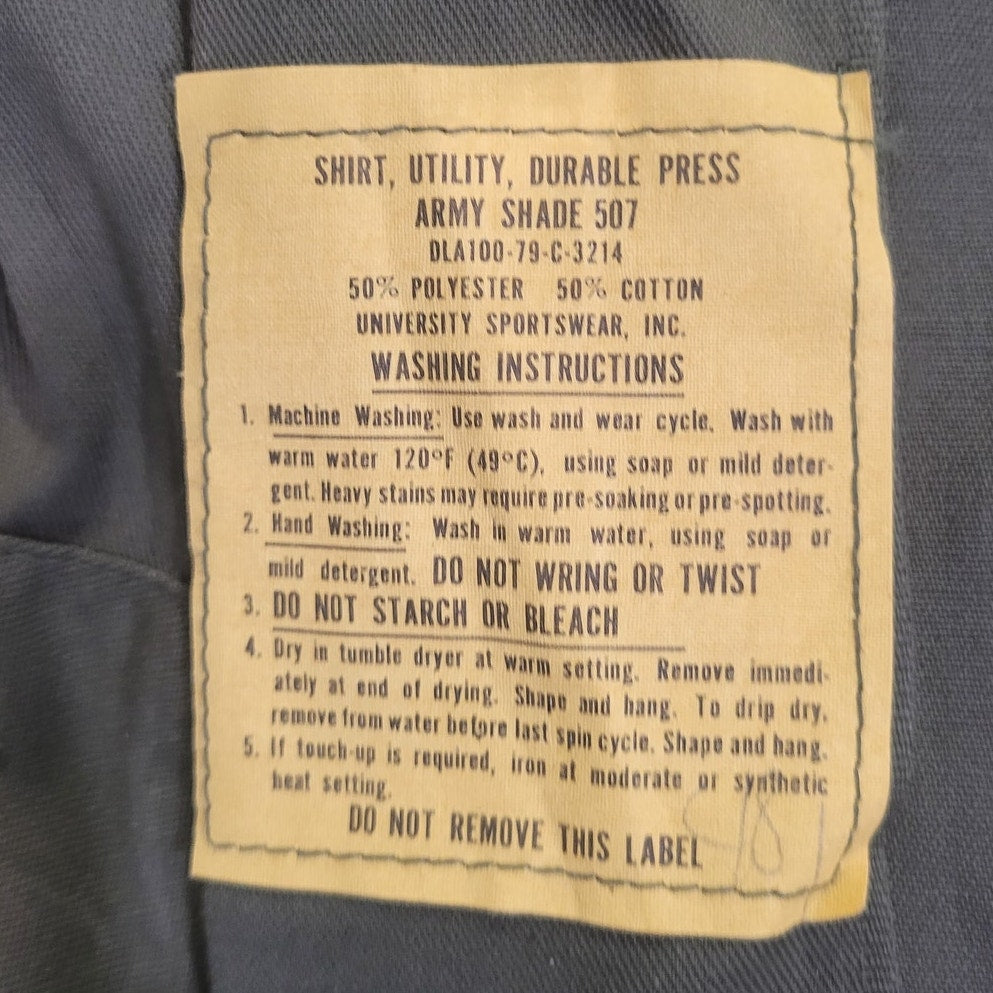 SHIRT, UTILITY, DURABLE PRESS
ARMY SHADE 507
DLA100-79-C-3214
50% POLYESTER 50% COTTON
UNIVERSITY SPORTSWEAR, INC.
WASHING INSTRUCTIONS
1. Machine Washing: Use wash and wear cycle. Wash with
warm water 120°F (49°C), using soap or mild deter-
gent. Heavy stains may require pre-soaking or pre-spotting.
2. Hand Washing: Wash in warm water, using soap or
mild detergent. DO NOT WRING OR TWIST
3. DO NOT STARCH OR BLEACH
4. Dry in tumble dryer at warm setting. Remove immedi-
ately at end of drying. Shape and hang. To drip dry,
remove from water before last spin cycle. Shape and hang.
5. If touch-up is required, iron at moderate or synthetic
heat setting.
DO NOT REMOVE THIS LABEL